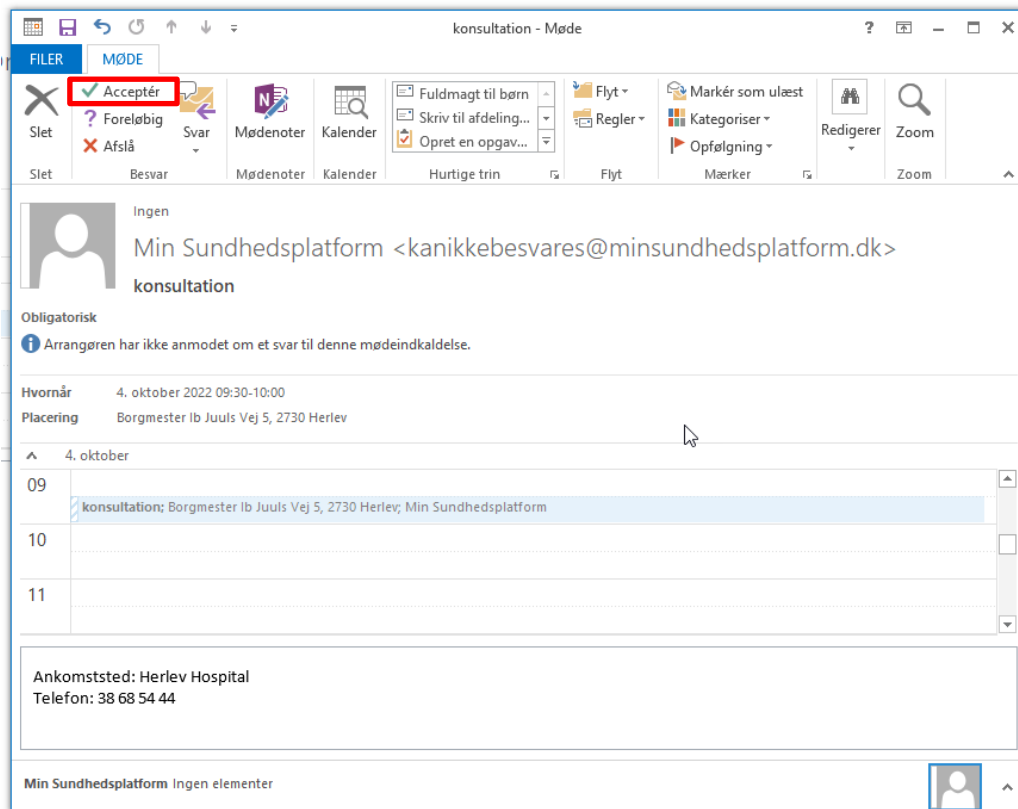 konsultation - Møde
?
FILER MØDE
Slet
Acceptér
? Foreløbig
Afslå
Svar
Mødenoter
Kalender
Fuldmagt til børn
Skriv til afdeling...
Opret en opgav...
Flyt
Regler
Markér som ulæst
Kategoriser
Opfølgning
Redigerer
Zoom
Slet Besvar Mødenoter Kalender Hurtige trin Flyt Mærker Zoom
Ingen
Min Sundhedsplatform <kanikkebesvares@minsundhedsplatform.dk>
konsultation
Obligatorisk
Arrangøren har ikke anmodet om et svar til denne mødeindkaldelse.
Hvornår 4. oktober 2022 09:30-10:00
Placering Borgmester Ib Juuls Vej 5, 2730 Herlev
4. oktober
09
konsultation; Borgmester Ib Juuls Vej 5, 2730 Herlev; Min Sundhedsplatform
10
11
Ankomststed: Herlev Hospital
Telefon: 38 68 54 44
Min Sundhedsplatform Ingen elementer